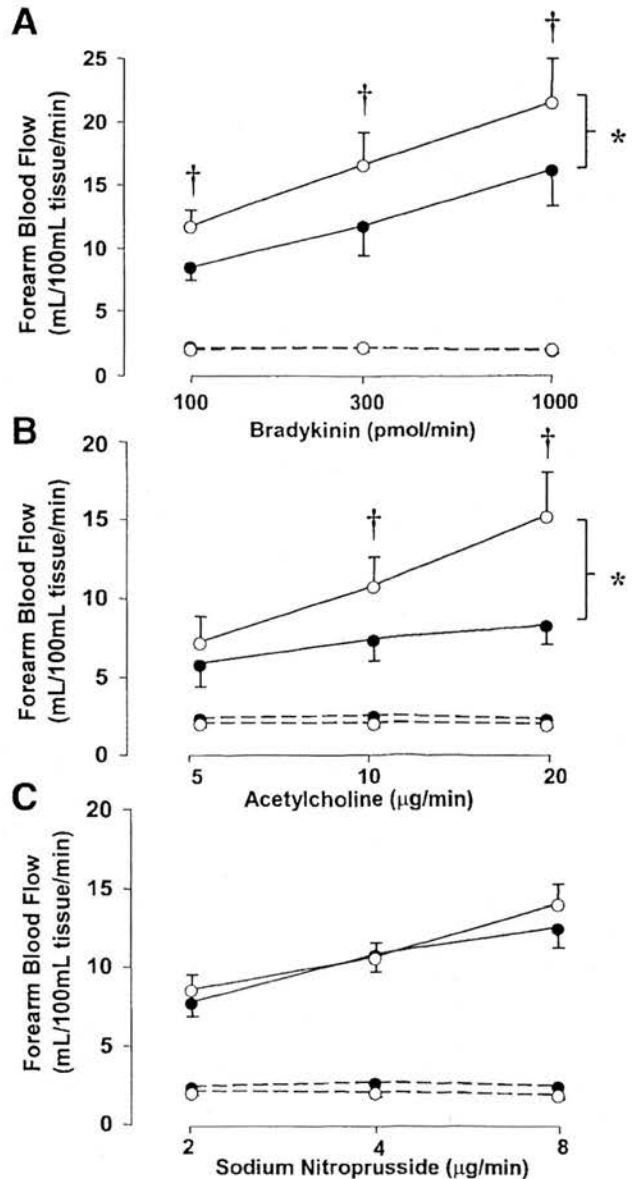 A
Forearm Blood Flow
(mL/100mL tissue/min)
25
20
15
10
5
0
†
†
†
*
100
300
1000
Bradykinin (pmol/min)
B
Forearm Blood Flow
(mL/100mL tissue/min)
20
15
10
5
0
†
†
*
5
10
20
Acetylcholine (µg/min)
C
Forearm Blood Flow
(mL/100mL tissue/min)
20
15
10
5
0
2
4
8
Sodium Nitroprusside (µg/min)